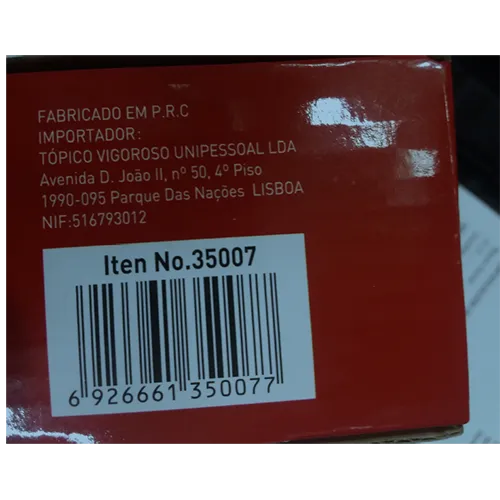 FABRICADO EM P.R.C
IMPORTADOR:
TÓPICO VIGOROSO UNIPESSOAL LDA
Avenida D. João II, nº 50, 4º Piso
1990-095 Parque Das Nações LISBOA
NIF:516793012
Iten No.35007
6 926661 350077